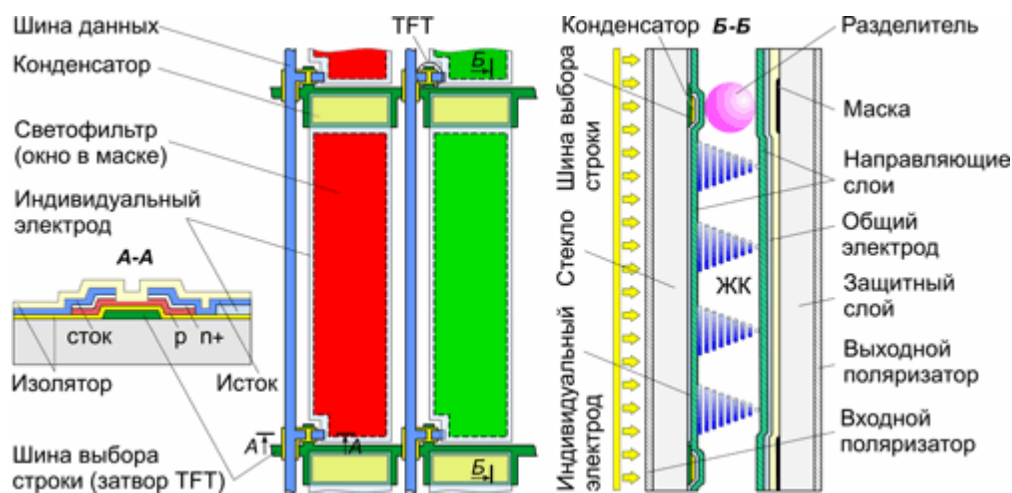 Шина данных
Конденсатор
Светофильтр
(окно в маске)
Индивидуальный
электрод
А-А
сток
p
n+
Изолятор
Исток
Шина выбора
строки (затвор TFT)
TFT
Б
А
А
Б
Конденсатор
Б-Б
Разделитель
Шина выбора
строки
Стекло
Индивидуальный
электрод
ЖК
Маска
Направляющие
слои
Общий
электрод
Защитный
слой
Выходной
поляризатор
Входной
поляризатор